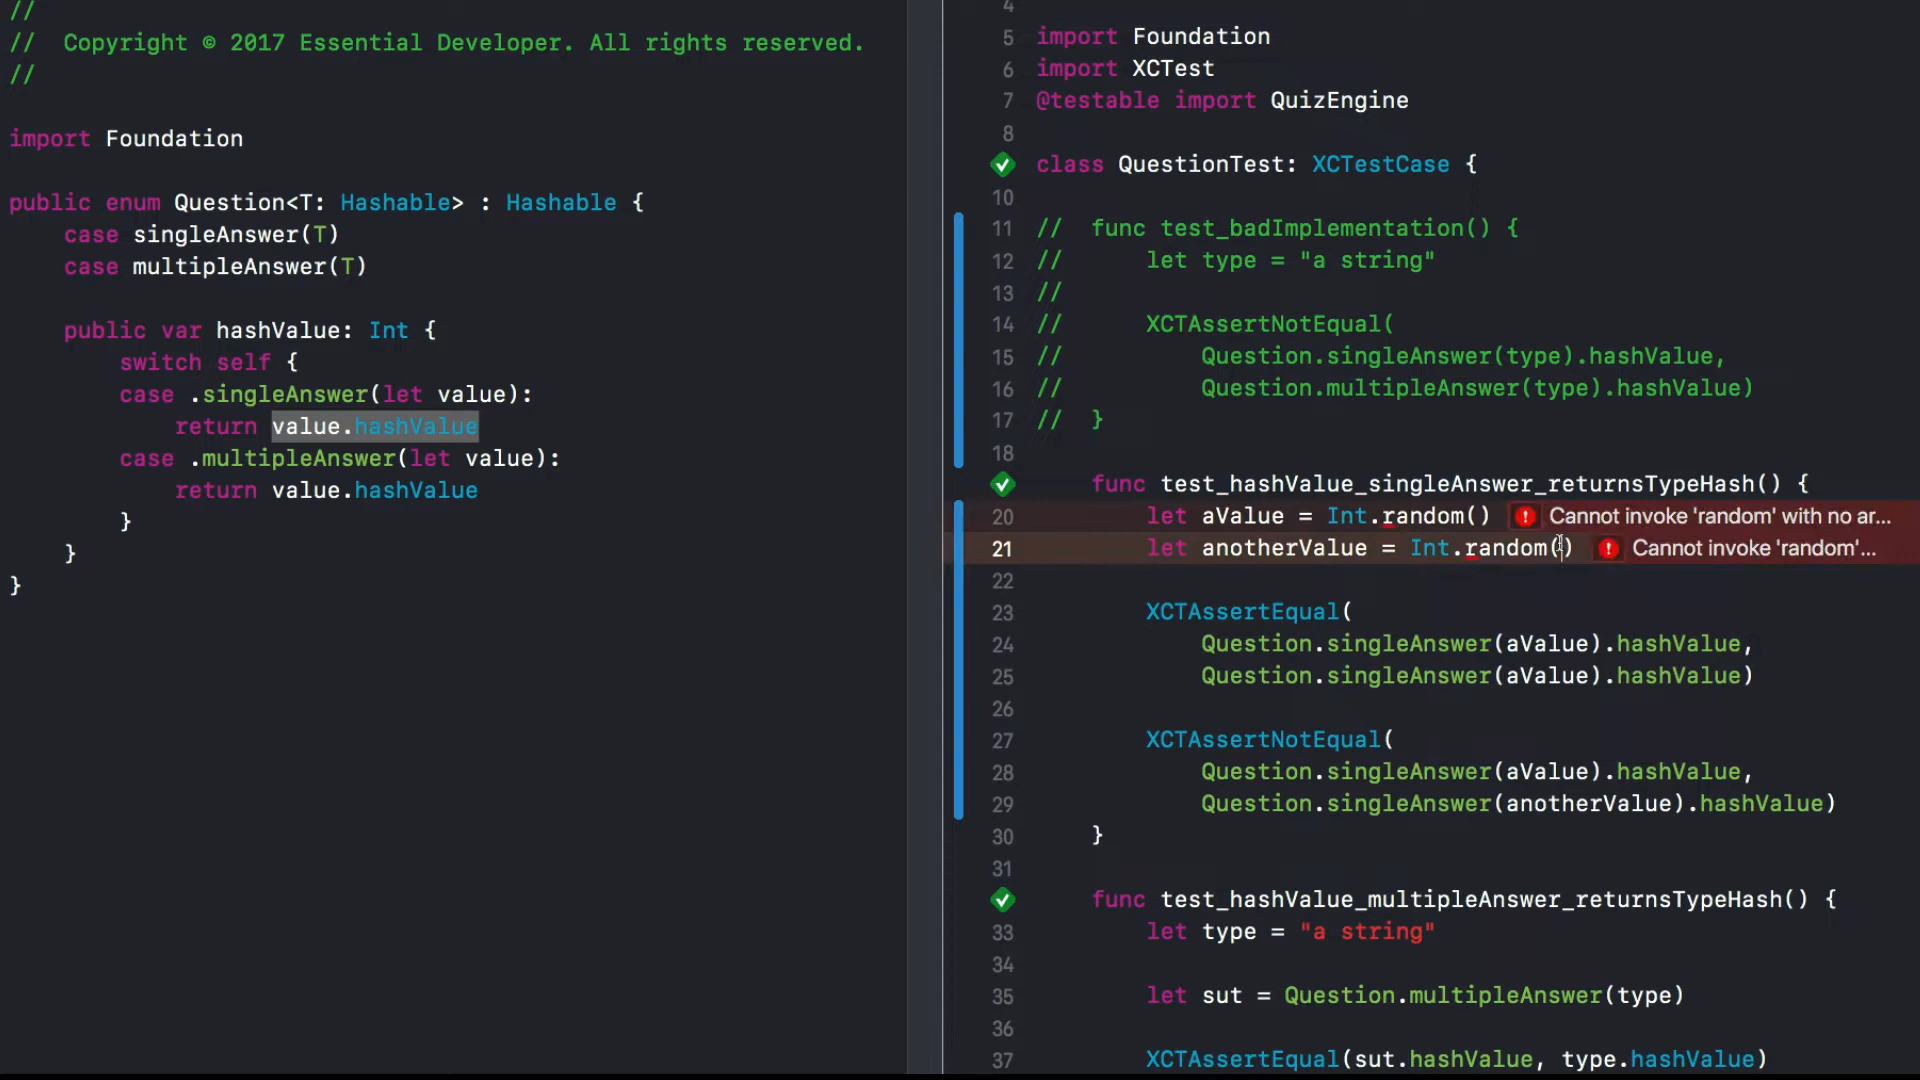 //
//  Copyright © 2017 Essential Developer. All rights reserved.
//
import Foundation
public enum Question<T: Hashable> : Hashable {
    case singleAnswer(T)
    case multipleAnswer(T)
    public var hashValue: Int {
        switch self {
        case .singleAnswer(let value):
            return value.hashValue
        case .multipleAnswer(let value):
            return value.hashValue
        }
    }
}
4
5 import Foundation
6 import XCTest
7 @testable import QuizEngine
8
class QuestionTest: XCTestCase {
10
11 //  func test_badImplementation() {
12 //      let type = "a string"
13 //
14 //      XCTAssertNotEqual(
15 //          Question.singleAnswer(type).hashValue,
16 //          Question.multipleAnswer(type).hashValue)
17 //  }
18
    func test_hashValue_singleAnswer_returnsTypeHash() {
20         let aValue = Int.random() Cannot invoke 'random' with no ar...
21         let anotherValue = Int.random() Cannot invoke 'random'...
22
23         XCTAssertEqual(
24             Question.singleAnswer(aValue).hashValue,
25             Question.singleAnswer(aValue).hashValue)
26
27         XCTAssertNotEqual(
28             Question.singleAnswer(aValue).hashValue,
29             Question.singleAnswer(anotherValue).hashValue)
30     }
31
    func test_hashValue_multipleAnswer_returnsTypeHash() {
33         let type = "a string"
34
35         let sut = Question.multipleAnswer(type)
36
37         XCTAssertEqual(sut.hashValue, type.hashValue)